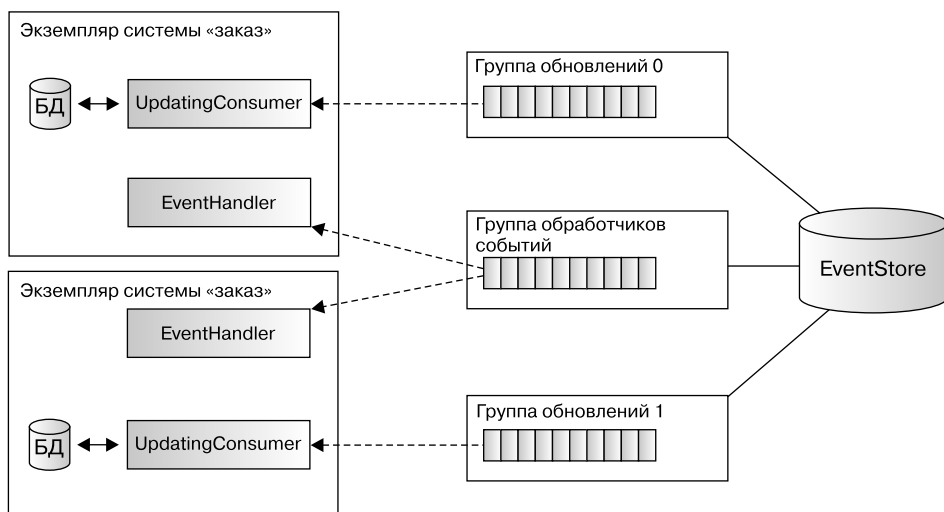 Экземпляр системы «заказ»
БД
UpdatingConsumer
EventHandler
Экземпляр системы «заказ»
EventHandler
БД
UpdatingConsumer
Группа обновлений 0
Группа обработчиков
событий
Группа обновлений 1
EventStore